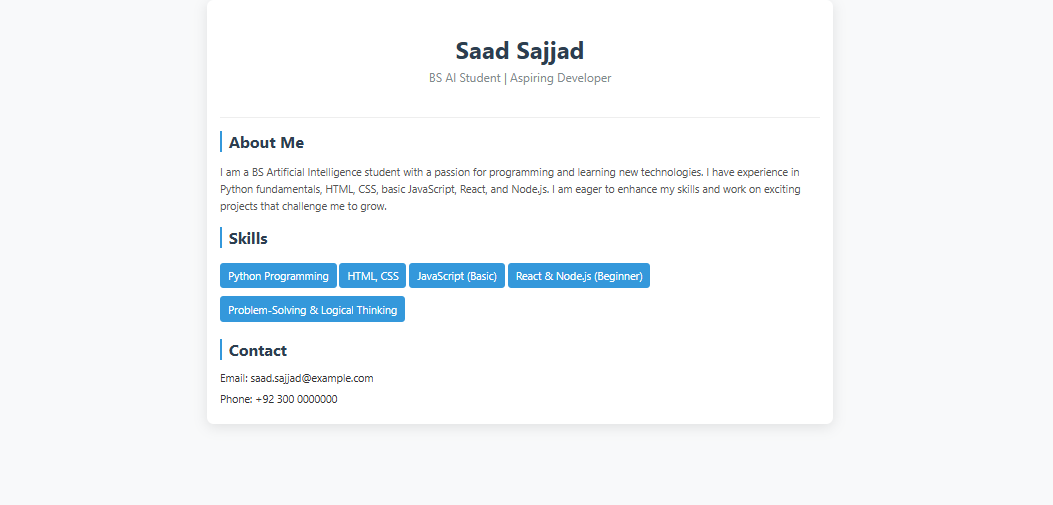 Saad Sajjad
BS AI Student | Aspiring Developer
About Me
I am a BS Artificial Intelligence student with a passion for programming and learning new technologies. I have experience in
Python fundamentals, HTML, CSS, basic JavaScript, React, and Node.js. I am eager to enhance my skills and work on exciting
projects that challenge me to grow.
Skills
Python Programming HTML, CSS JavaScript (Basic) React & Node.js (Beginner)
Problem-Solving & Logical Thinking
Contact
Email: saad.sajjad@example.com
Phone: +92 300 0000000